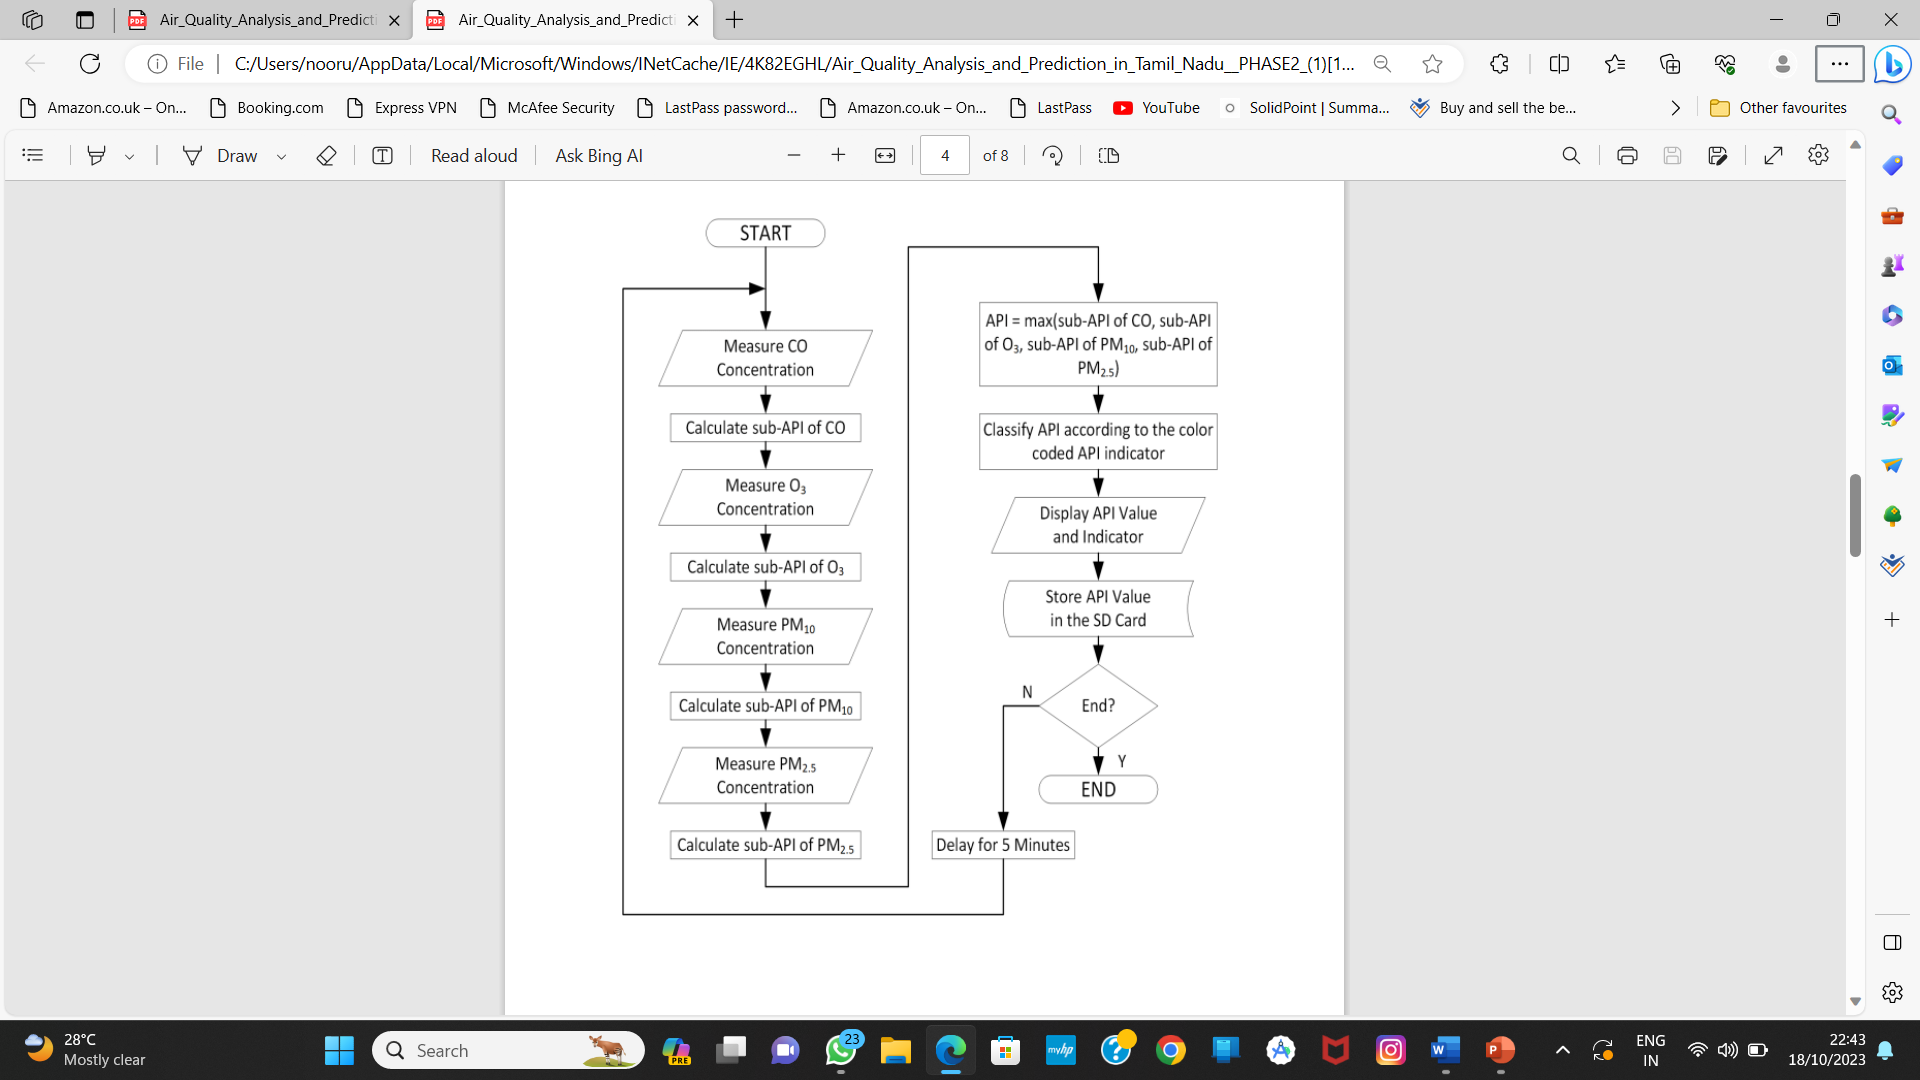 Air_Quality_Analysis_and_Predicti
Air_Quality_Analysis_and_Predicti
File
C:/Users/nooru/AppData/Local/Microsoft/Windows/INetCache/IE/4K82EGHL/Air_Quality_Analysis_and_Prediction_in_Tamil_Nadu__PHASE2_(1)[1...
Amazon.co.uk – On...
Booking.com
Express VPN
McAfee Security
LastPass password...
Amazon.co.uk – On...
LastPass
YouTube
SolidPoint | Summa...
Buy and sell the be...
Other favourites
Draw
Read aloud
Ask Bing AI
4
of 8
START
Measure CO
Concentration
Calculate sub-API of CO
Measure O₃
Concentration
Calculate sub-API of O₃
Measure PM₁₀
Concentration
Calculate sub-API of PM₁₀
Measure PM₂.₅
Concentration
Calculate sub-API of PM₂.₅
API = max(sub-API of CO, sub-API
of O₃, sub-API of PM₁₀, sub-API of
PM₂.₅)
Classify API according to the color
coded API indicator
Display API Value
and Indicator
Store API Value
in the SD Card
N
End?
Y
END
Delay for 5 Minutes
28°C
Mostly clear
Search
PRE
23
myhp
ENG
IN
22:43
18/10/2023